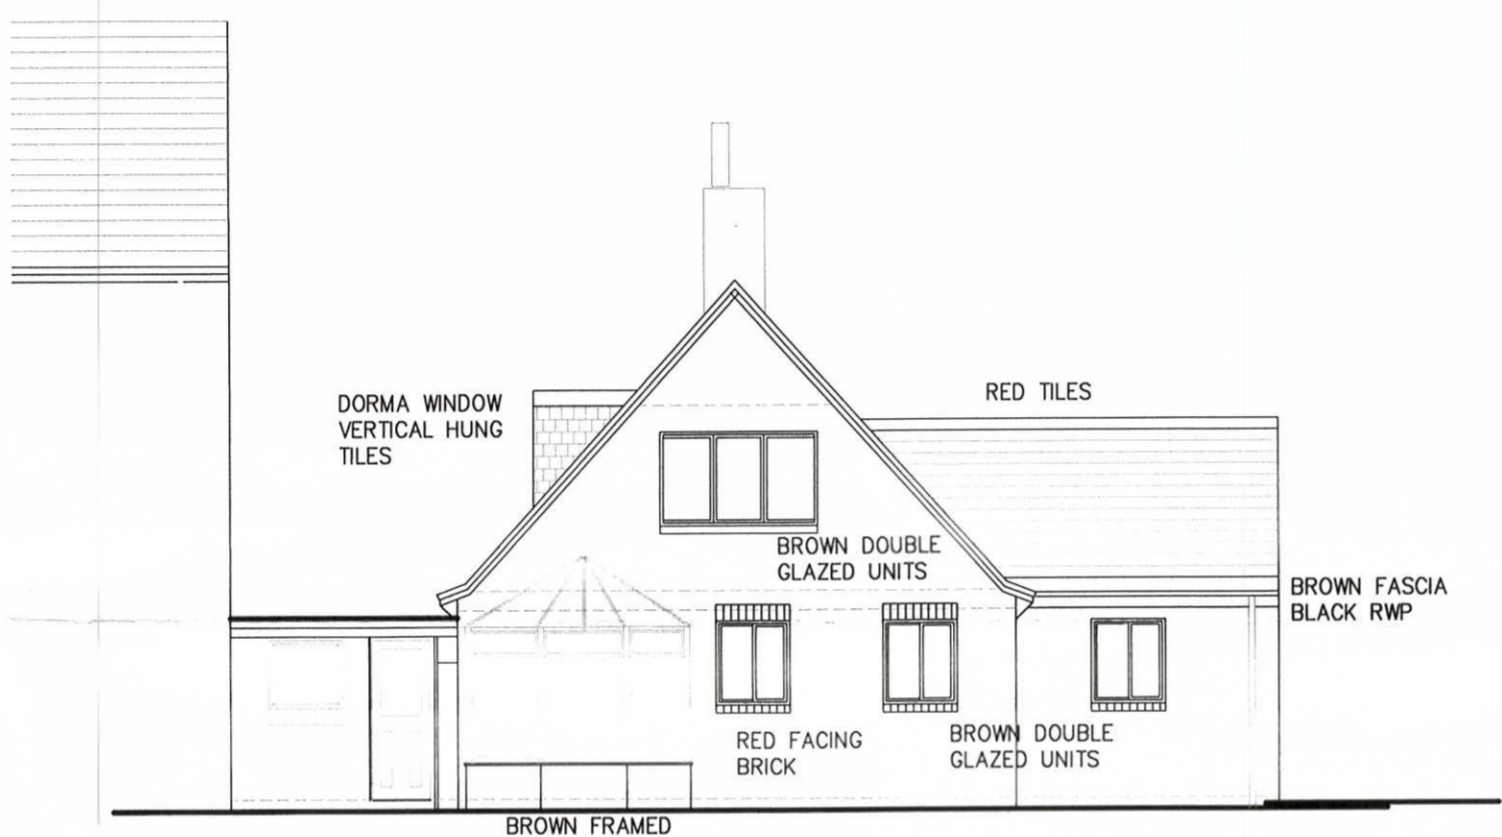 DORMA WINDOW
VERTICAL HUNG
TILES
RED TILES
BROWN DOUBLE
GLAZED UNITS
BROWN FASCIA
BLACK RWP
RED FACING
BRICK
BROWN DOUBLE
GLAZED UNITS
BROWN FRAMED